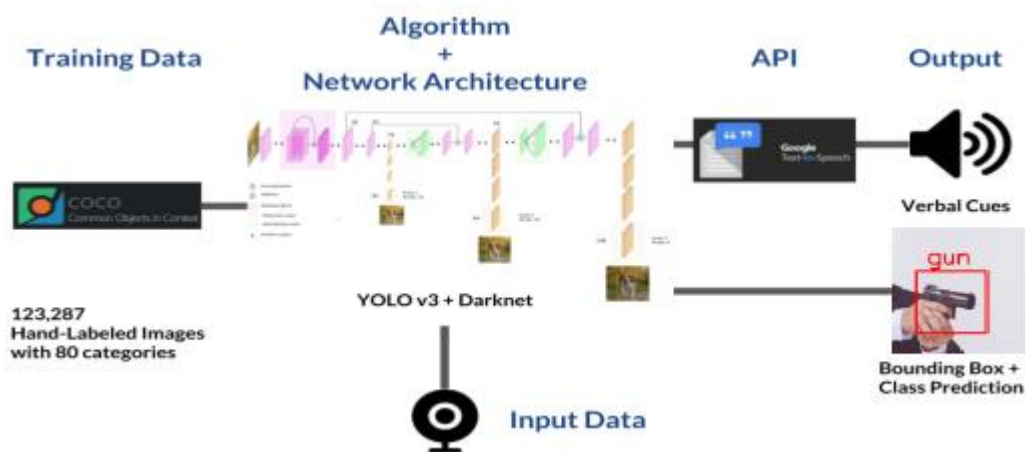 Training Data
Algorithm
+
Network Architecture
API
Output
COCO
Common Objects in Context
“ ”
Google
Text-to-Speech
Verbal Cues
123,287
Hand-Labeled Images
with 80 categories
YOLO v3 + Darknet
gun
Bounding Box +
Class Prediction
Input Data